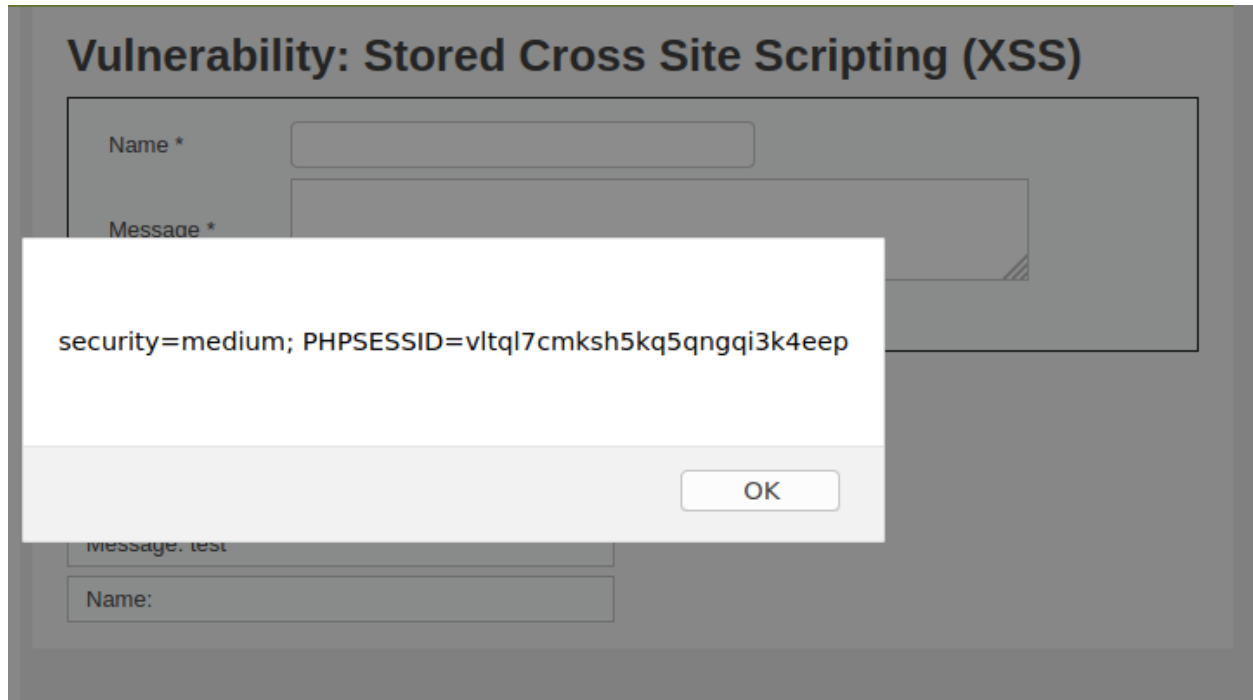 Vulnerability: Stored Cross Site Scripting (XSS)
Name *
Message *
security=medium; PHPSESSID=vltql7cmksh5kq5qngqi3k4eep
OK
Message: test
Name: